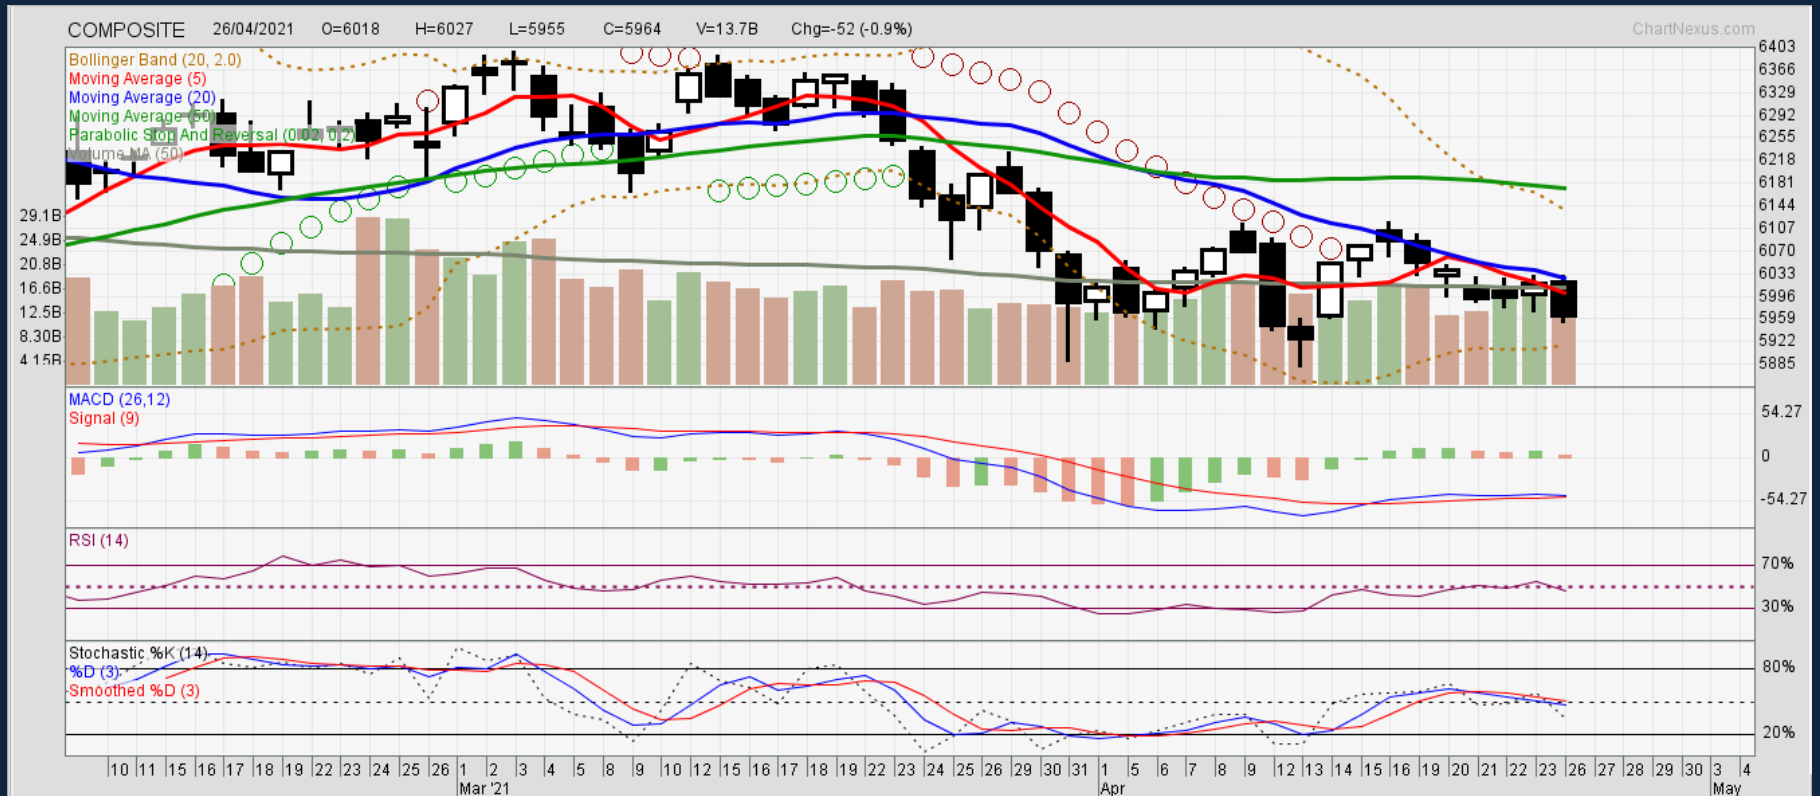 COMPOSITE 26/04/2021 O=6018 H=6027 L=5955 C=5964 V=13.7B Chg=-52 (-0.9%) ChartNexus.com
Bollinger Band (20, 2.0)
Moving Average (5)
Moving Average (20)
Moving Average (50)
Parabolic Stop And Reversal (0.02, 0.2)
Volume MA (50)
29.1B
24.9B
20.8B
16.6B
12.5B
8.30B
4.15B
6403
6366
6329
6292
6255
6218
6181
6144
6107
6070
6033
5996
5959
5922
5885
MACD (26,12)
Signal (9)
54.27
0
-54.27
RSI (14)
70%
30%
Stochastic %K (14)
%D (3)
Smoothed %D (3)
80%
20%
10 11 15 16 17 18 19 22 23 24 25 26 1 2 3 4 5 8 9 10 12 15 16 17 18 19 22 23 24 25 26 29 30 31 1 5 6 7 8 9 12 13 14 15 16 19 20 21 22 23 26 27 28 29 30 3 4
Mar '21 Apr May